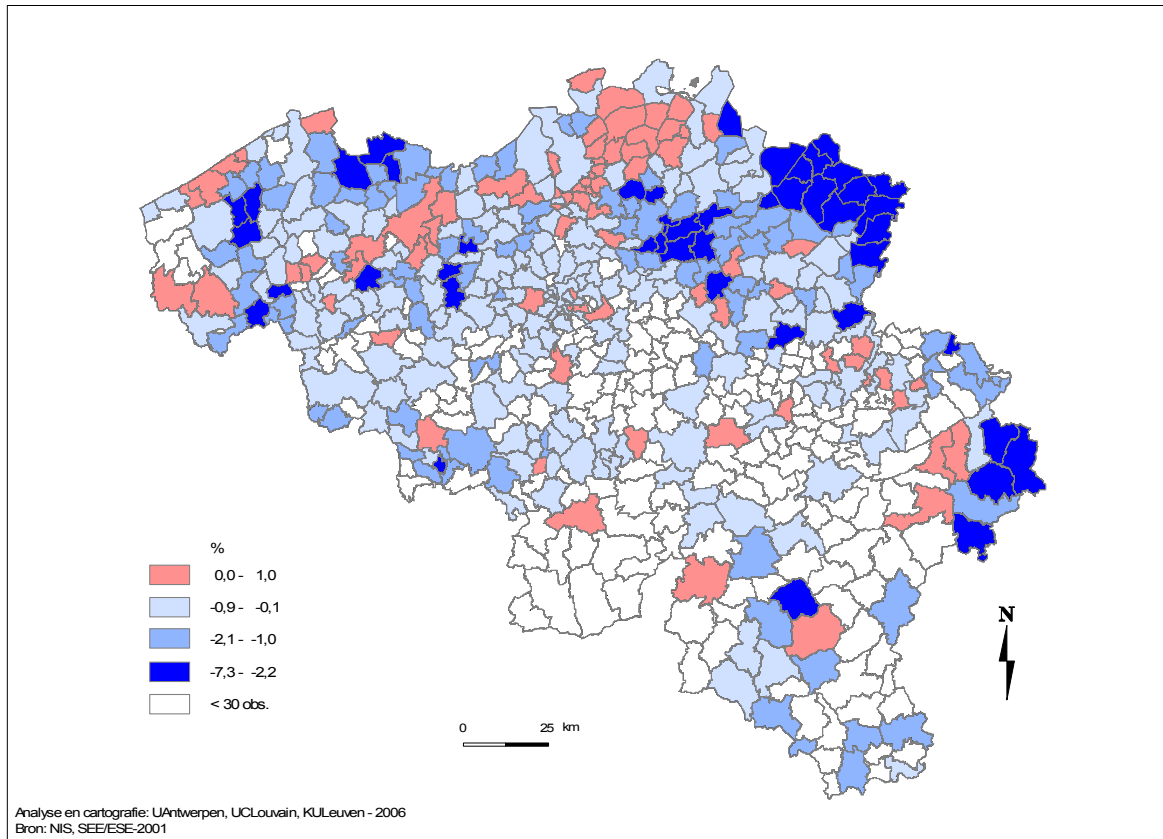 %
0,0 - 1,0
-0,9 - -0,1
-2,1 - -1,0
-7,3 - -2,2
< 30 obs.
N
0 25 km
Analyse en cartografie: UAntwerpen, UCLouvain, KULeuven - 2006
Bron: NIS, SEE/ESE-2001